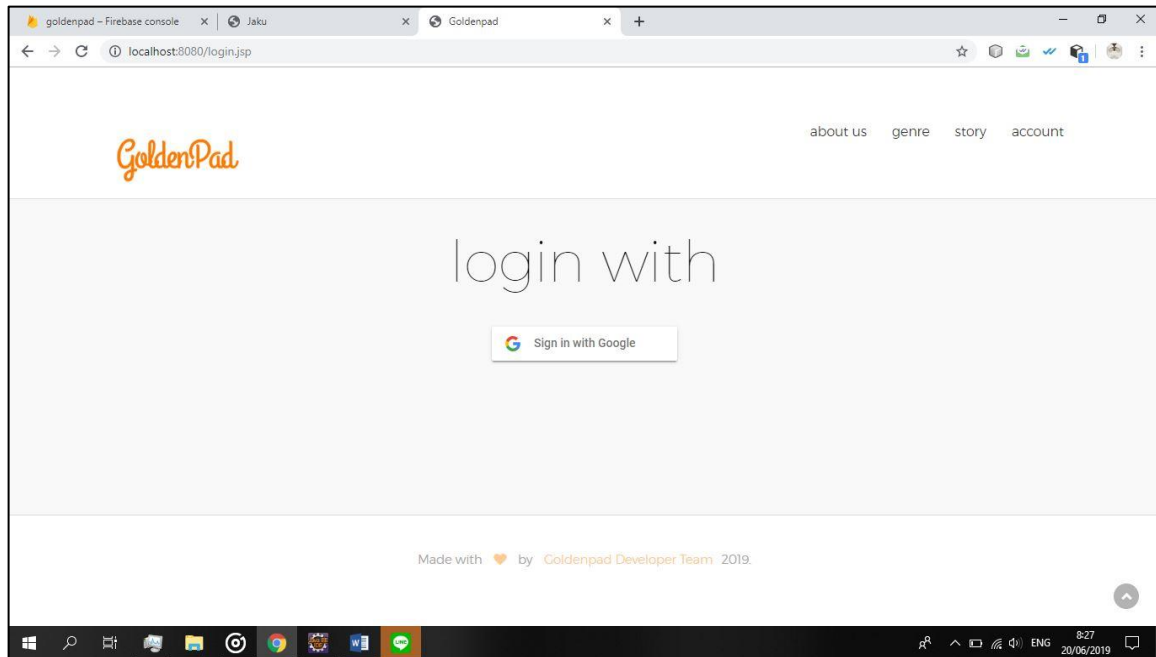 goldenpad – Firebase console
Jaku
Goldenpad
localhost:8080/login.jsp
1
GoldenPad
about us genre story account
login with
G Sign in with Google
Made with by Goldenpad Developer Team 2019.
ENG
8:27
20/06/2019